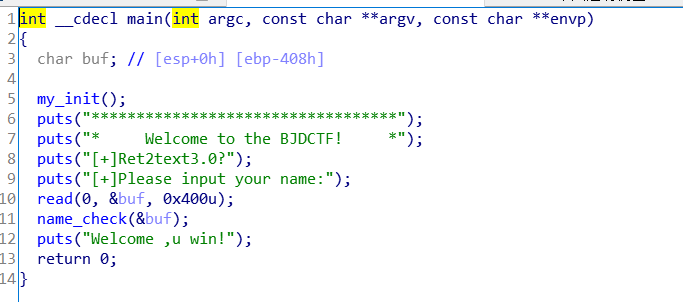 1 int __cdecl main(int argc, const char **argv, const char **envp)
2 {
3   char buf; // [esp+0h] [ebp-408h]
4
5   my_init();
6   puts("**********************************");
7   puts("*     Welcome to the BJDCTF!     *");
8   puts("[+]Ret2text3.0?");
9   puts("[+]Please input your name:");
10   read(0, &buf, 0x400u);
11   name_check(&buf);
12   puts("Welcome ,u win!");
13   return 0;
14 }